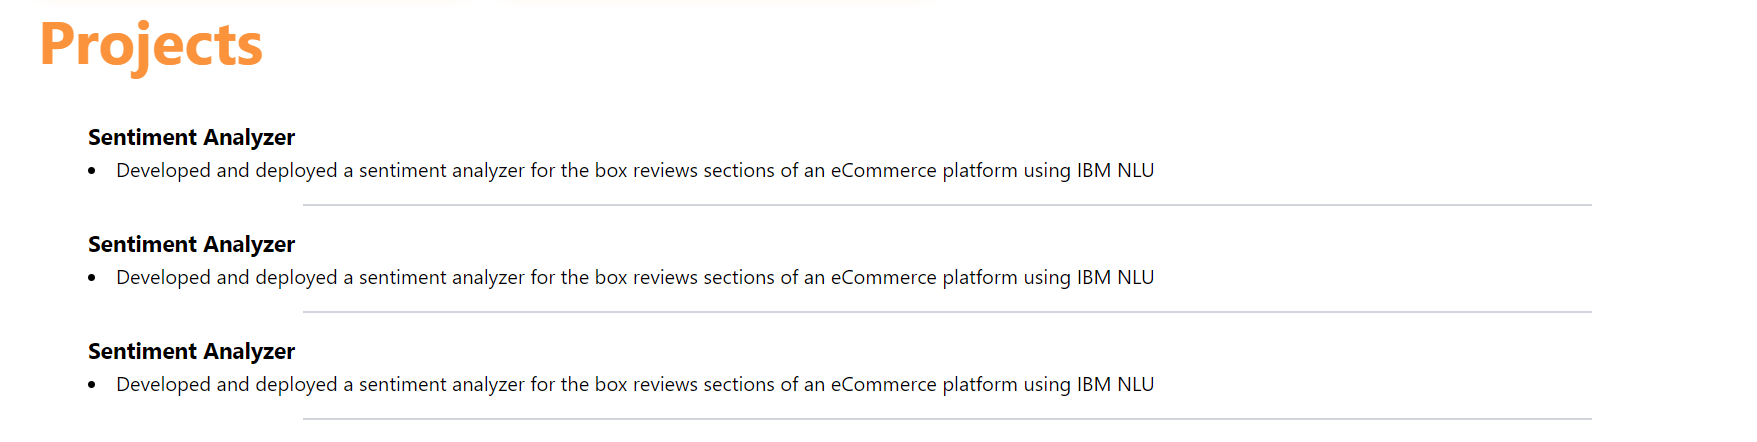 Projects
Sentiment Analyzer
• Developed and deployed a sentiment analyzer for the box reviews sections of an eCommerce platform using IBM NLU
Sentiment Analyzer
• Developed and deployed a sentiment analyzer for the box reviews sections of an eCommerce platform using IBM NLU
Sentiment Analyzer
• Developed and deployed a sentiment analyzer for the box reviews sections of an eCommerce platform using IBM NLU